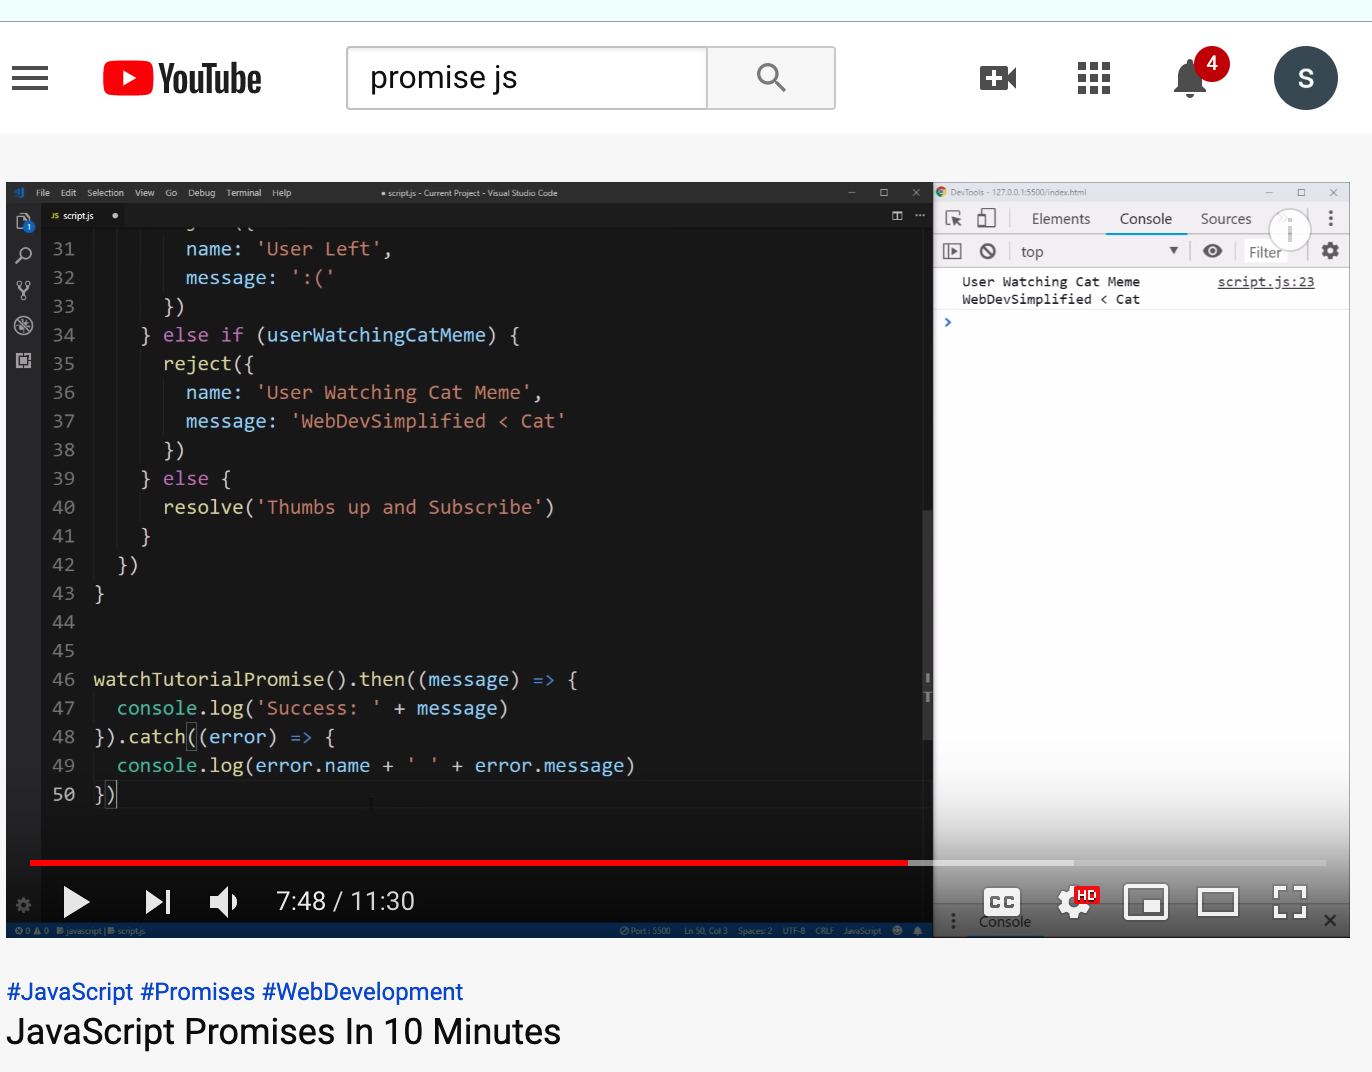 YouTube
promise js
4
S
File Edit Selection View Go Debug Terminal Help
● script.js - Current Project - Visual Studio Code
DevTools - 127.0.0.1:5500/index.html
JS script.js ●
Elements Console Sources
top
Filter
1
31 name: 'User Left',
32 message: ':('
33 })
34 } else if (userWatchingCatMeme) {
35 reject({
36 name: 'User Watching Cat Meme',
37 message: 'WebDevSimplified < Cat'
38 })
39 } else {
40 resolve('Thumbs up and Subscribe')
41 }
42 })
43 }
44
45
46 watchTutorialPromise().then((message) => {
47 console.log('Success: ' + message)
48 }).catch((error) => {
49 console.log(error.name + ' ' + error.message)
50 })
User Watching Cat Meme script.js:23
WebDevSimplified < Cat
>
7:48 / 11:30
CC
HD
Console
0 0 javascript | script.js
Port : 5500 Ln 50, Col 3 Spaces: 2 UTF-8 CRLF JavaScript
#JavaScript #Promises #WebDevelopment
JavaScript Promises In 10 Minutes